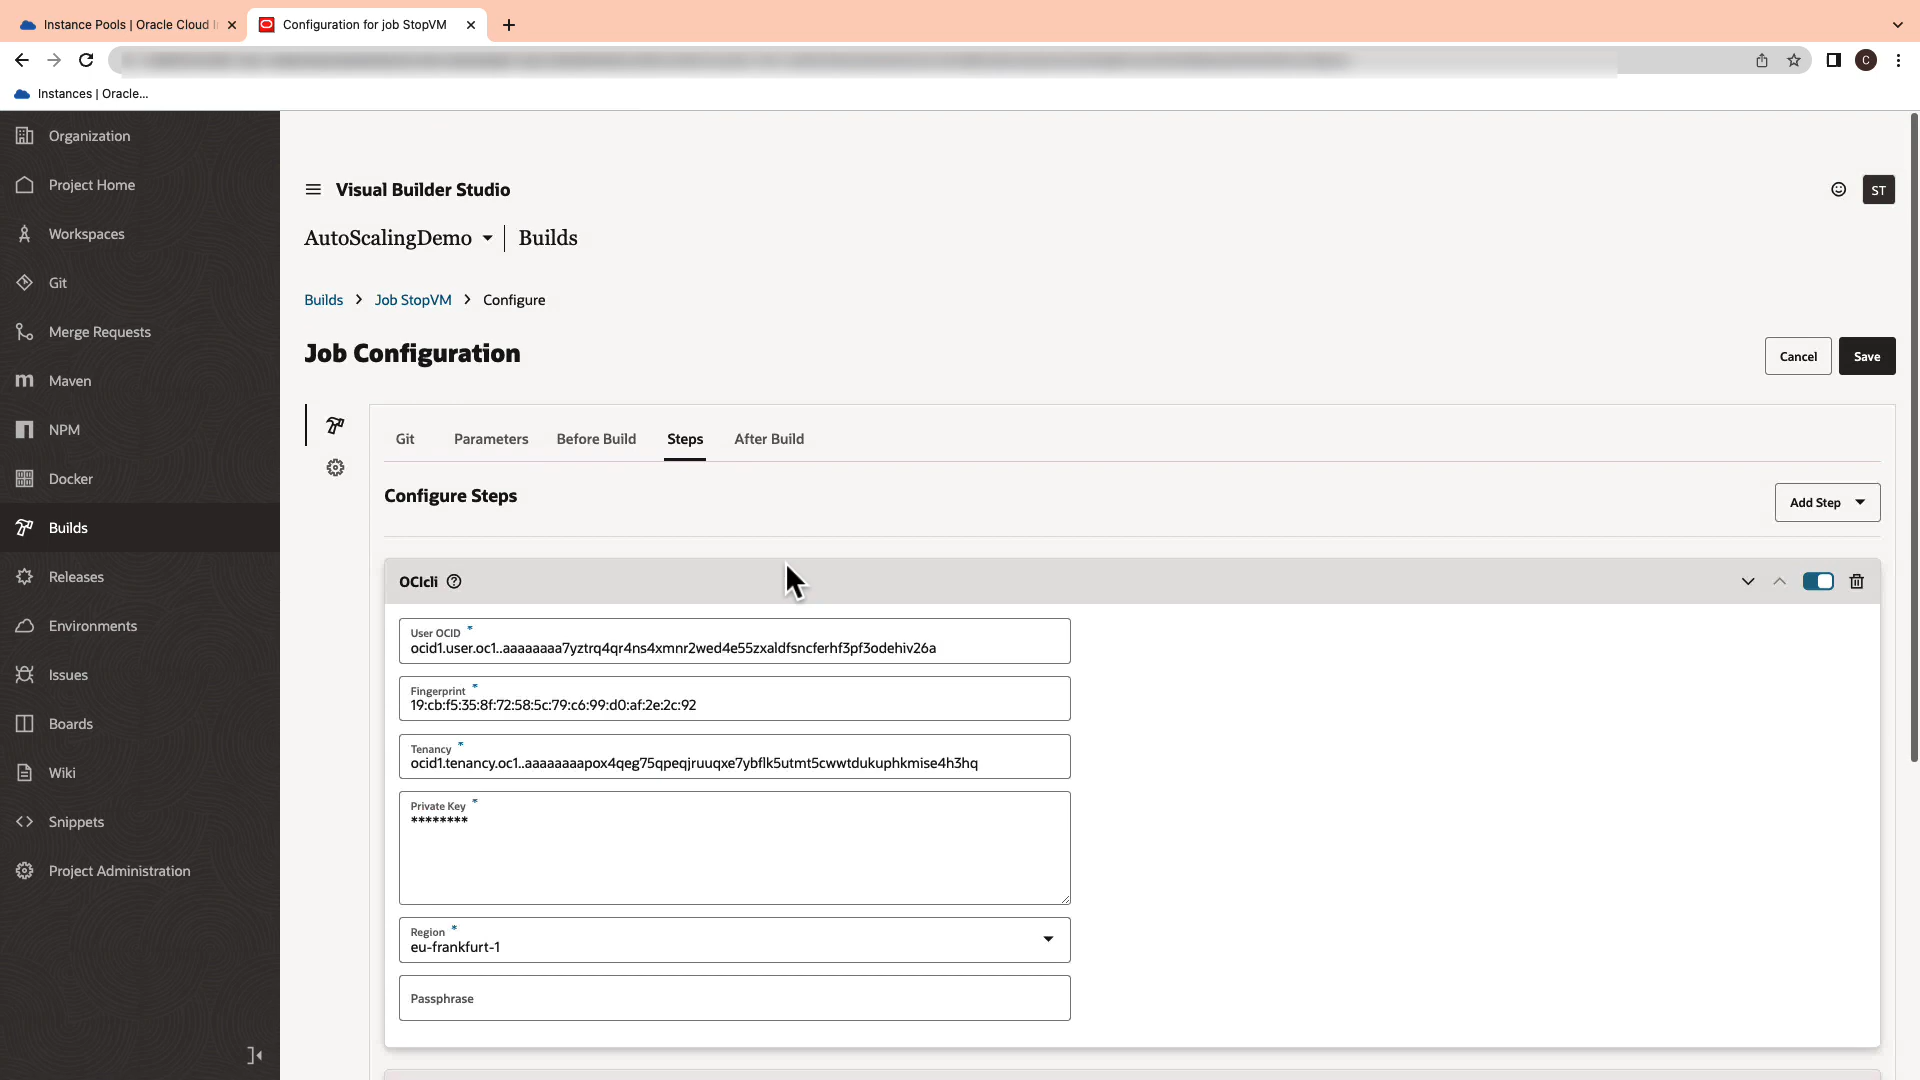 Instance Pools | Oracle Cloud I
Configuration for job StopVM
C
Instances | Oracle...
Organization
Project Home
Workspaces
Git
Merge Requests
Maven
NPM
Docker
Builds
Releases
Environments
Issues
Boards
Wiki
Snippets
Project Administration
Visual Builder Studio
ST
AutoScalingDemo
Builds
Builds > Job StopVM > Configure
Job Configuration
Cancel
Save
Git
Parameters
Before Build
Steps
After Build
Configure Steps
Add Step
OCIcli
User OCID *
ocid1.user.oc1..aaaaaaaa7yztrq4qr4ns4xmnr2wed4e55zxaldfsncferhf3pf3odehiv26a
Fingerprint *
19:cb:f5:35:8f:72:58:5c:79:c6:99:d0:af:2e:2c:92
Tenancy *
ocid1.tenancy.oc1..aaaaaaaapox4qeg75qpeqjruuqxe7ybflk5utmt5cwwtdukuphkmise4h3hq
Private Key *
********
Region *
eu-frankfurt-1
Passphrase